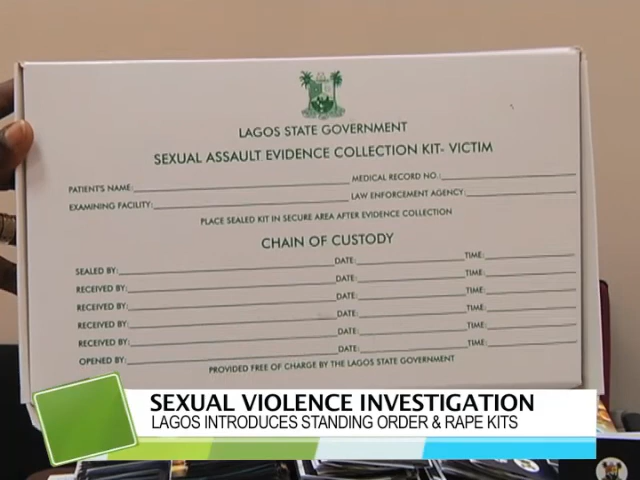 LAGOS STATE GOVERNMENT
SEXUAL ASSAULT EVIDENCE COLLECTION KIT- VICTIM
PATIENT'S NAME: MEDICAL RECORD NO.:
EXAMINING FACILITY: LAW ENFORCEMENT AGENCY:
PLACE SEALED KIT IN SECURE AREA AFTER EVIDENCE COLLECTION
CHAIN OF CUSTODY
SEALED BY: DATE: TIME:
RECEIVED BY: DATE: TIME:
RECEIVED BY: DATE: TIME:
RECEIVED BY: DATE: TIME:
RECEIVED BY: DATE: TIME:
OPENED BY: DATE: TIME:
PROVIDED FREE OF CHARGE BY THE LAGOS STATE GOVERNMENT
SEXUAL VIOLENCE INVESTIGATION
LAGOS INTRODUCES STANDING ORDER & RAPE KITS